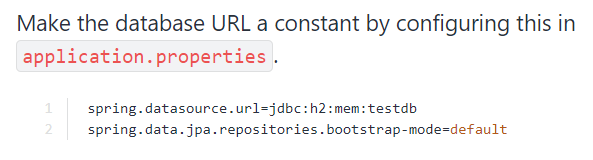 Make the database URL a constant by configuring this in
application.properties.
1 spring.datasource.url=jdbc:h2:mem:testdb
2 spring.data.jpa.repositories.bootstrap-mode=default